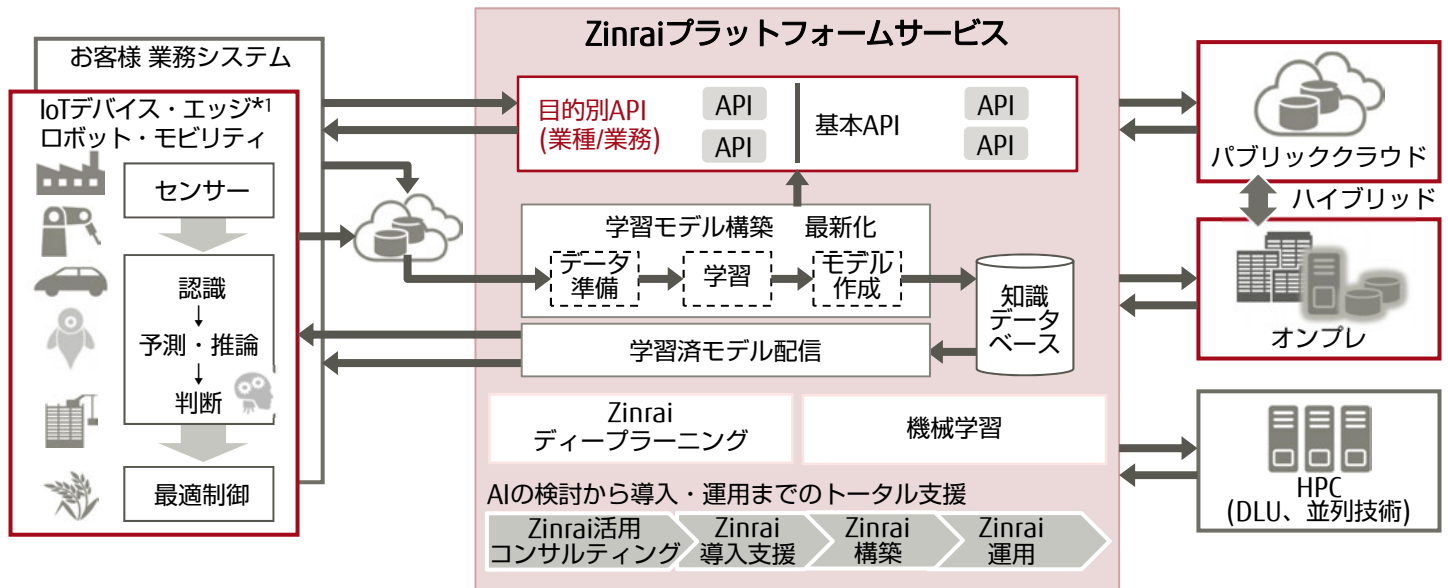 Zinraiプラットフォームサービス
お客様 業務システム
IoTデバイス・エッジ*1
ロボット・モビリティ
センサー
認識
↓
予測・推論
↓
判断
最適制御
目的別API
(業種/業務)
API
API
基本API
API
API
学習モデル構築 最新化
データ
準備
学習
モデル
作成
知識
データ
ベース
学習済モデル配信
Zinrai
ディープラーニング
機械学習
AIの検討から導入・運用までのトータル支援
Zinrai活用
コンサルティング
Zinrai
導入支援
Zinrai
構築
Zinrai
運用
パブリッククラウド
ハイブリッド
オンプレ
HPC
(DLU、並列技術)